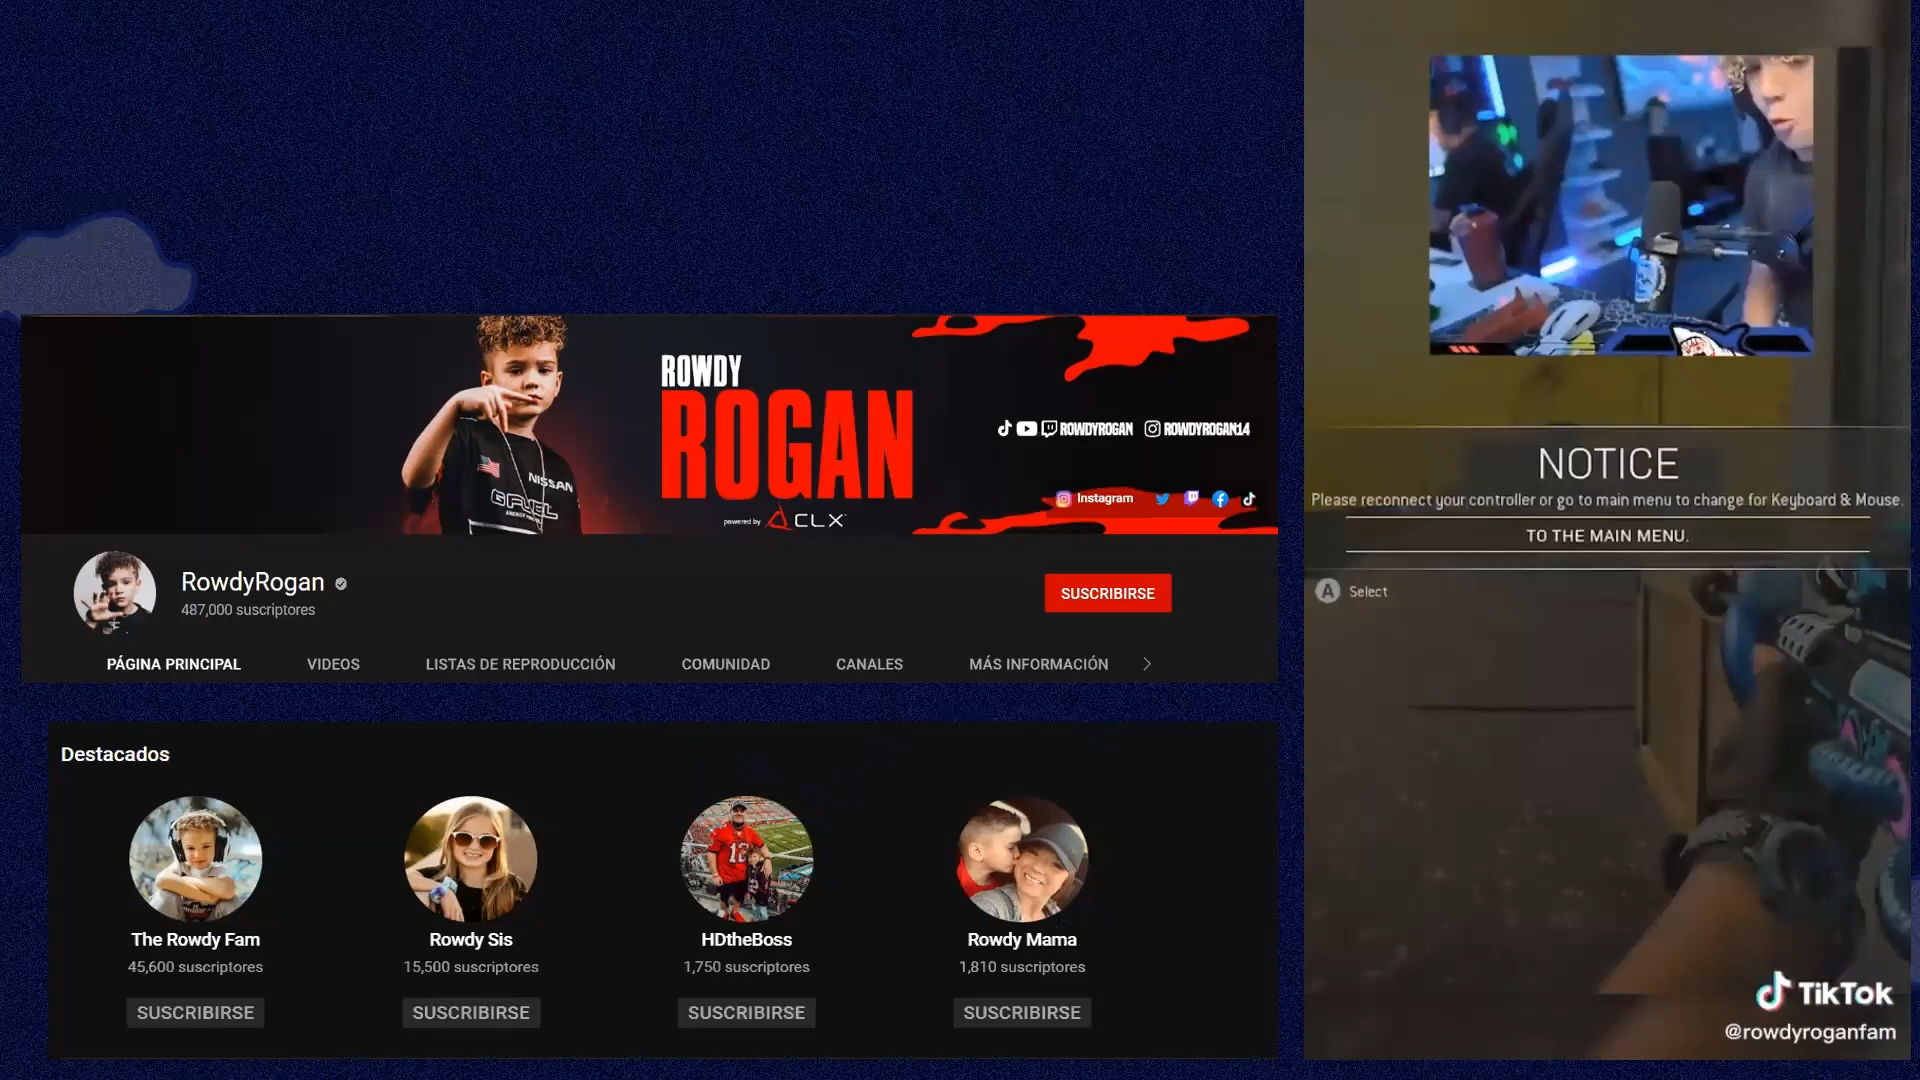 ROWDY
ROGAN
powered by CLX
ROWDYROGAN ROWDYROGAN14
Instagram
NISSAN
GFUEL
RowdyRogan
487,000 suscriptores
SUSCRIBIRSE
PÁGINA PRINCIPAL VIDEOS LISTAS DE REPRODUCCIÓN COMUNIDAD CANALES MÁS INFORMACIÓN
Destacados
The Rowdy Fam Rowdy Sis HDtheBoss Rowdy Mama
45,600 suscriptores 15,500 suscriptores 1,750 suscriptores 1,810 suscriptores
SUSCRIBIRSE SUSCRIBIRSE SUSCRIBIRSE SUSCRIBIRSE
12
NOTICE
Please reconnect your controller or go to main menu to change for Keyboard & Mouse.
TO THE MAIN MENU.
A Select
TikTok
@rowdyroganfam